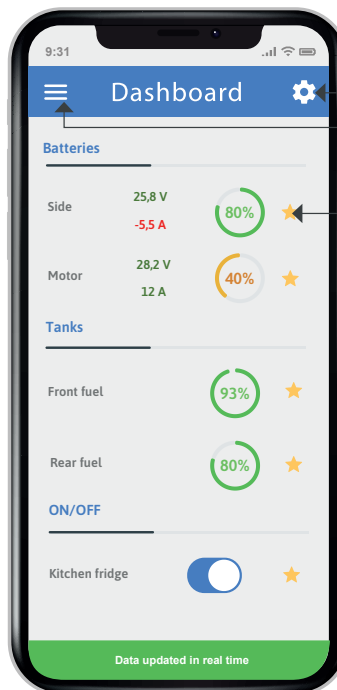 9:31
Dashboard
Batteries
Side
25,8 V
-5,5 A
80%
Motor
28,2 V
12 A
40%
Tanks
Front fuel
93%
Rear fuel
80%
ON/OFF
Kitchen fridge
Data updated in real time